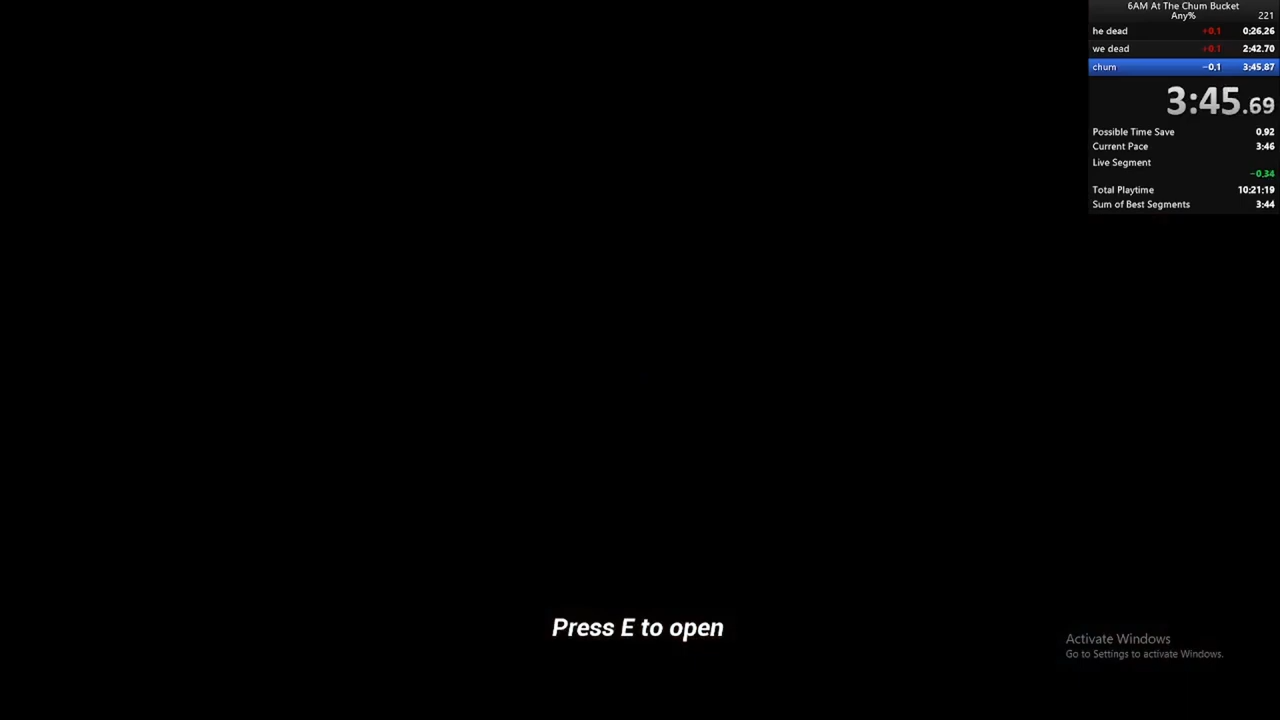 6AM At The Chum Bucket
Any% 221
he dead +0.1 0:26.26
we dead +0.1 2:42.70
chum −0.1 3:45.87
3:45.69
Possible Time Save 0.92
Current Pace 3:46
Live Segment
−0.34
Total Playtime 10:21:19
Sum of Best Segments 3:44
Press E to open
Activate Windows
Go to Settings to activate Windows.